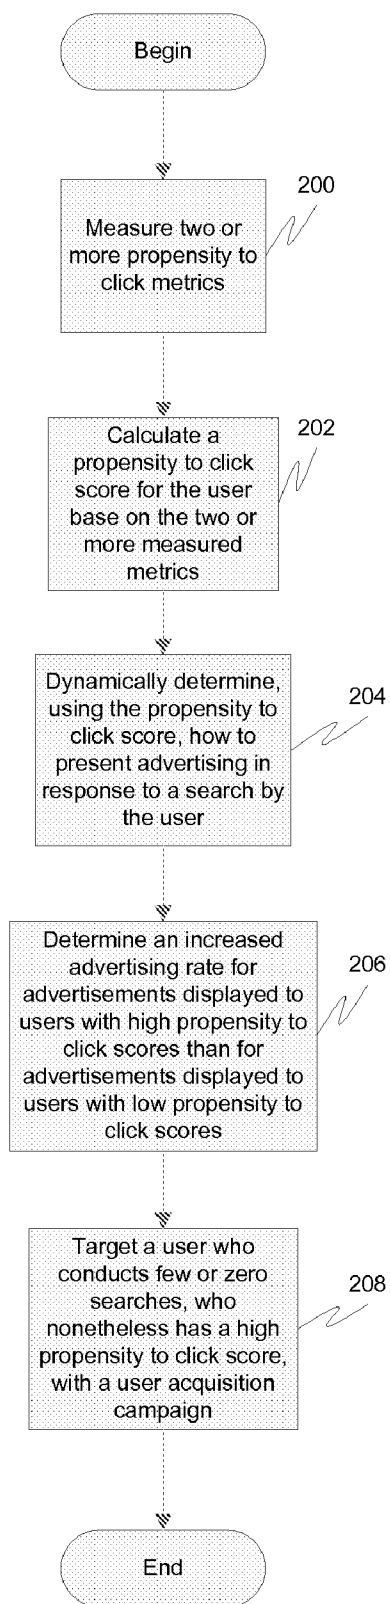 Begin
200
Measure two or
more propensity to
click metrics
202
Calculate a
propensity to click
score for the user
base on the two or
more measured
metrics
204
Dynamically determine,
using the propensity to
click score, how to
present advertising in
response to a search by
the user
206
Determine an increased
advertising rate for
advertisements displayed to
users with high propensity to
click scores than for
advertisements displayed to
users with low propensity to
click scores
208
Target a user who
conducts few or zero
searches, who
nonetheless has a high
propensity to click score,
with a user acquisition
campaign
End